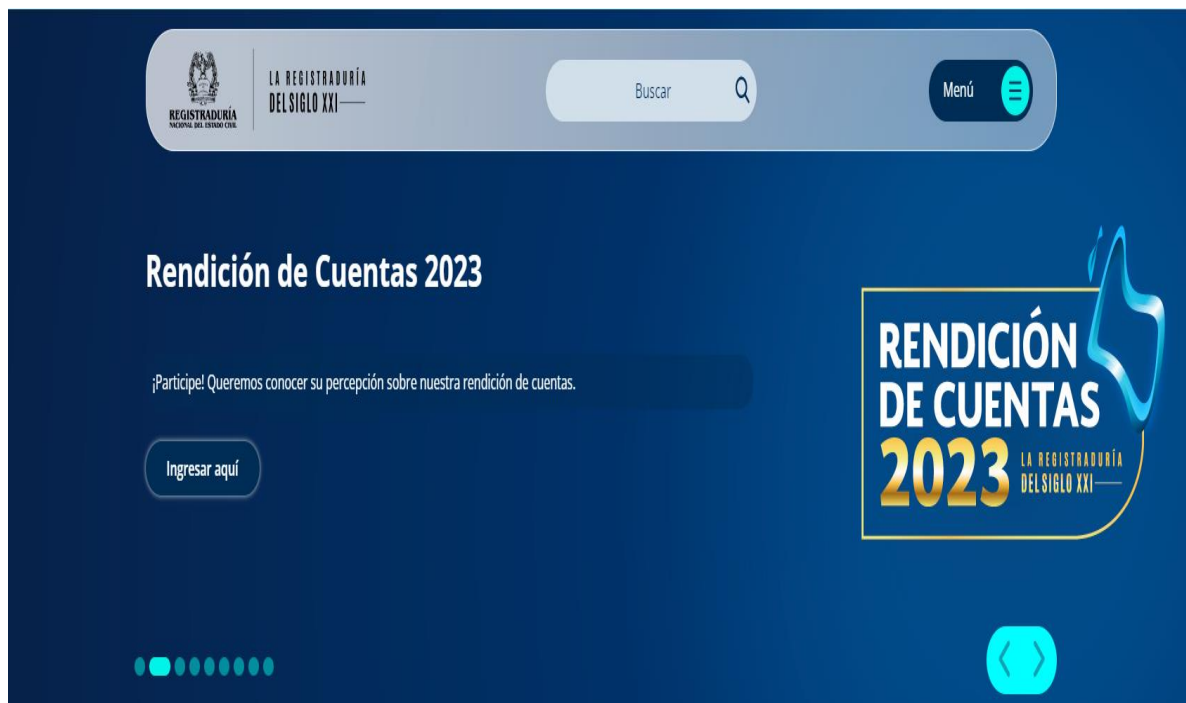 REGISTRADURÍA
NACIONAL DEL ESTADO CIVIL
LA REGISTRADURÍA
DEL SIGLO XXI
Buscar
Menú
Rendición de Cuentas 2023
¡Participe! Queremos conocer su percepción sobre nuestra rendición de cuentas.
Ingresar aquí
RENDICIÓN
DE CUENTAS
2023
LA REGISTRADURÍA
DEL SIGLO XXI